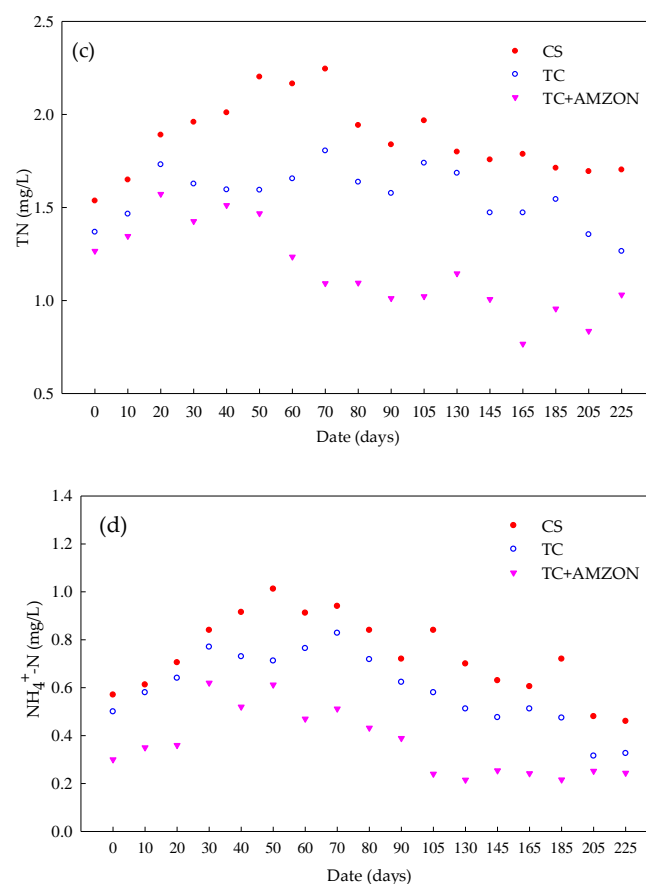 (c)
CS
TC
TC+AMZON
2.5
2.0
1.5
1.0
0.5
TN (mg/L)
0 10 20 30 40 50 60 70 80 90 105 130 145 165 185 205 225
Date (days)
(d)
CS
TC
TC+AMZON
1.4
1.2
1.0
0.8
0.6
0.4
0.2
0.0
NH₄⁺-N (mg/L)
0 10 20 30 40 50 60 70 80 90 105 130 145 165 185 205 225
Date (days)